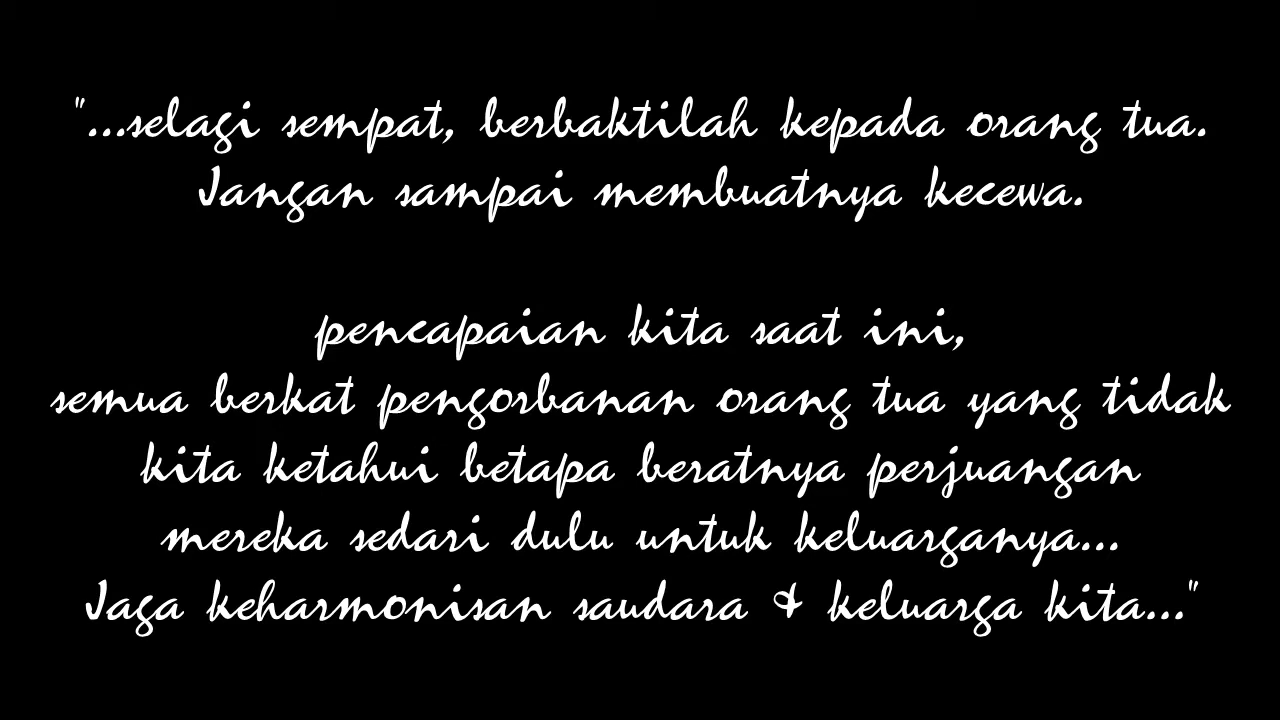 "...selagi sempat, berbaktilah kepada orang tua.
Jangan sampai membuatnya kecewa.
pencapaian kita saat ini,
semua berkat pengorbanan orang tua yang tidak
kita ketahui betapa beratnya perjuangan
mereka sedari dulu untuk keluarganya...
Jaga keharmonisan saudara & keluarga kita..."